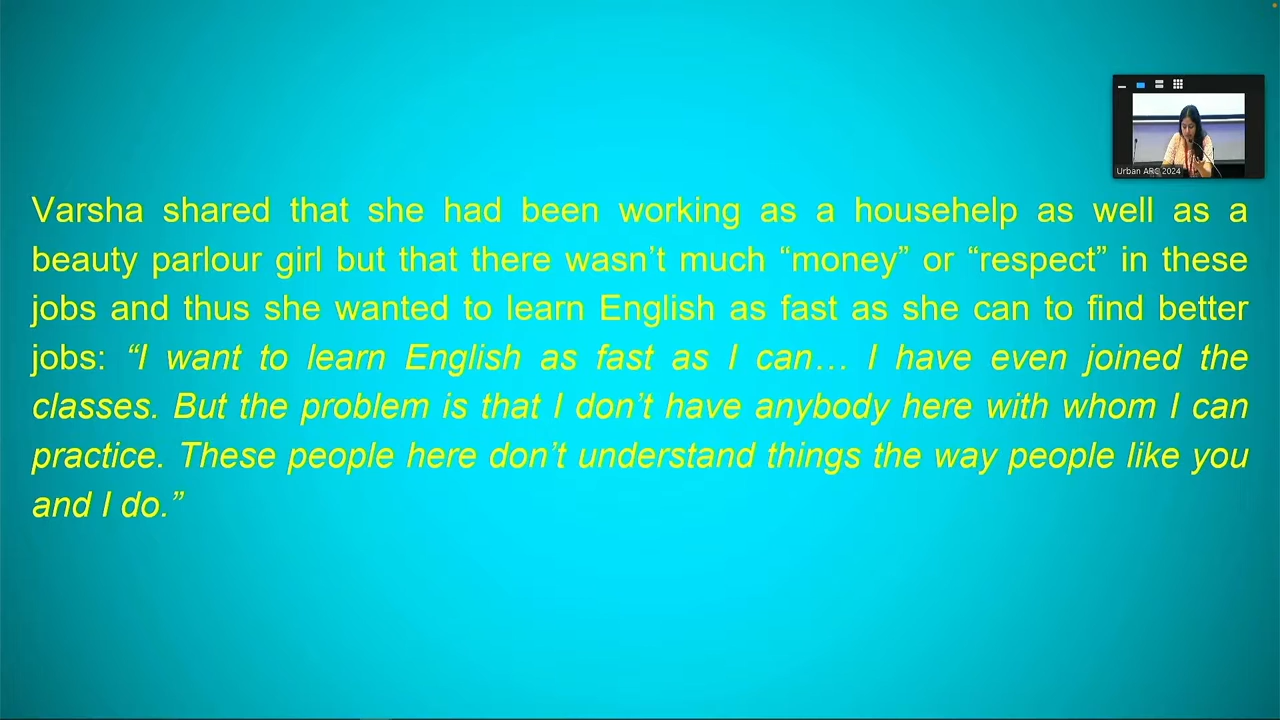 Urban ARC 2024
Varsha shared that she had been working as a househelp as well as a
beauty parlour girl but that there wasn’t much “money” or “respect” in these
jobs and thus she wanted to learn English as fast as she can to find better
jobs: “I want to learn English as fast as I can… I have even joined the
classes. But the problem is that I don’t have anybody here with whom I can
practice. These people here don’t understand things the way people like you
and I do.”